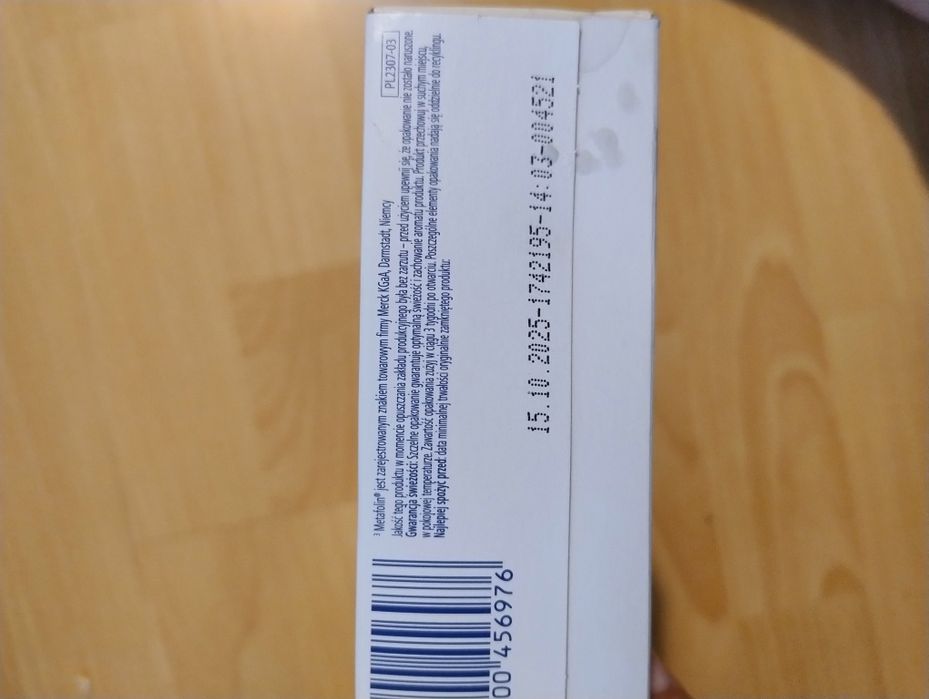 PL2307-03
³ Metafolin® jest zarejestrowanym znakiem towarowym firmy Merck KGaA, Darmstadt, Niemcy
Jakość tego produktu w momencie opuszczania zakładu produkcyjnego była bez zarzutu – przed użyciem upewnij się, że opakowanie nie zostało naruszone.
Gwarancja świeżości: Szczelne opakowanie gwarantuje optymalną świeżość i zachowanie aromatu produktu. Produkt przechowuj w suchym miejscu,
w pokojowej temperaturze. Zawartość opakowania zużyj w ciągu 3 tygodni po otwarciu. Poszczególne elementy opakowania nadają się oddzielnie do recyklingu.
Najlepiej spożyć przed: data minimalnej trwałości oryginalnie zamkniętego produktu:
15.10.2025-1742195-14:03-004521
00 456976